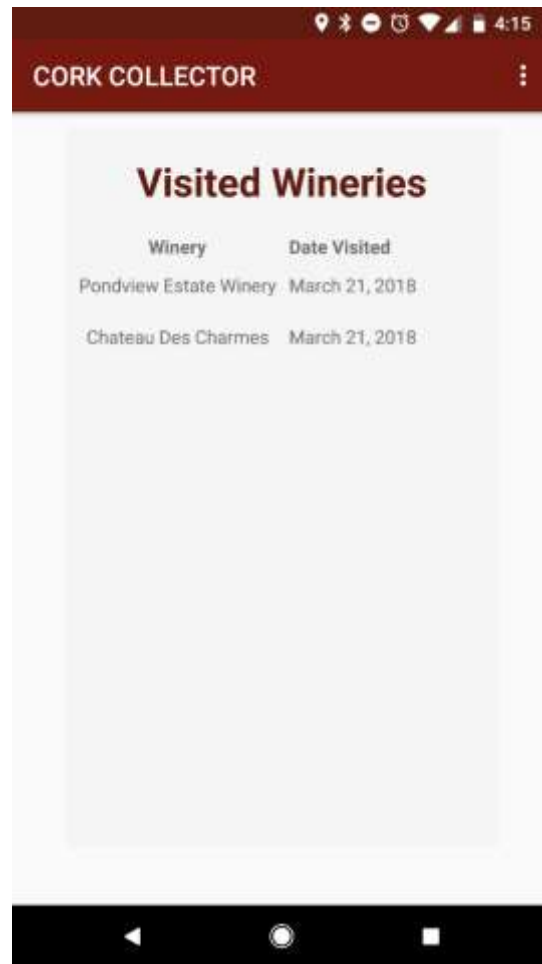 4:15
CORK COLLECTOR
Visited Wineries
Winery Date Visited
Pondview Estate Winery March 21, 2018
Chateau Des Charmes March 21, 2018